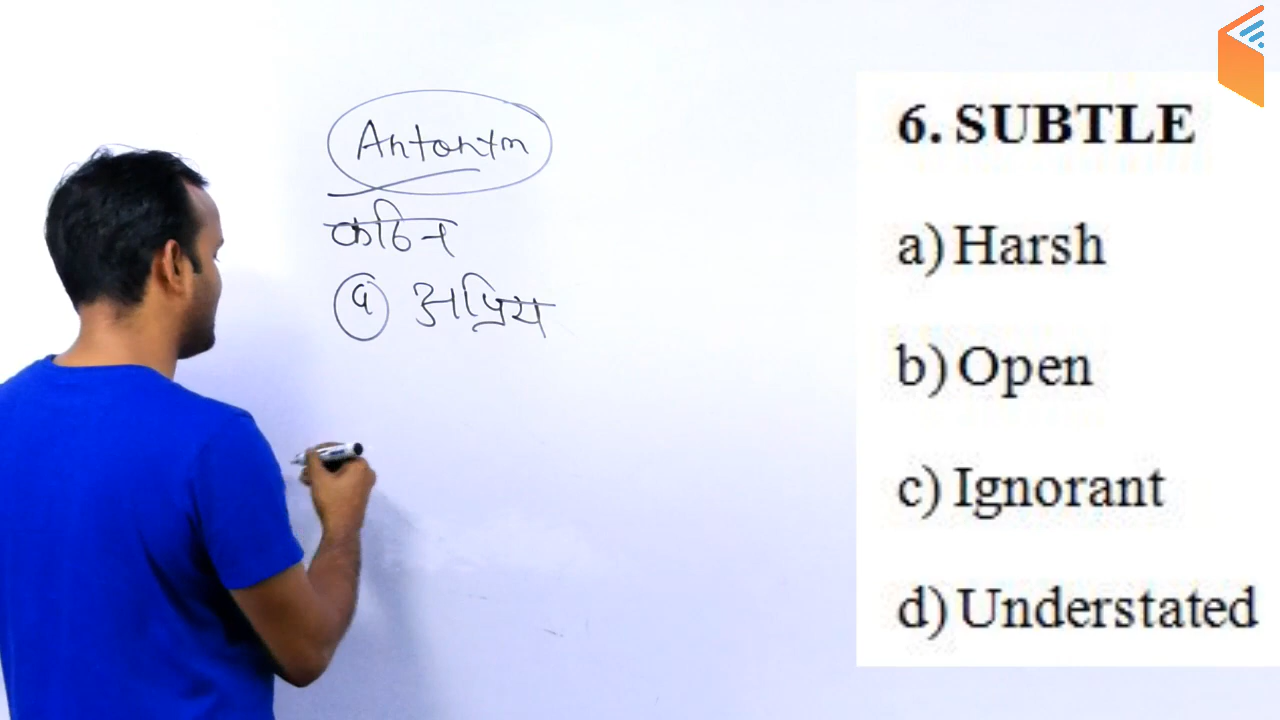 Antonym
कठिन
a अप्रिय
6. SUBTLE
a) Harsh
b) Open
c) Ignorant
d) Understated